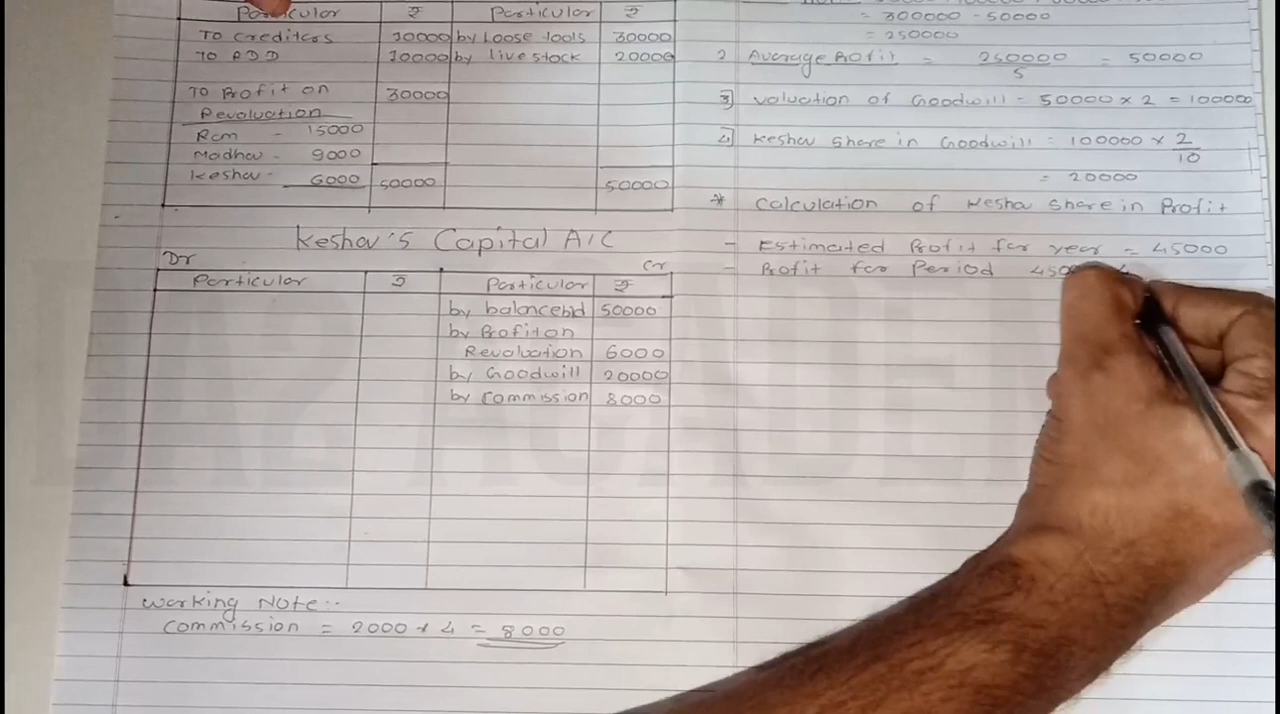 Particular ₹ Particular ₹
To Creditors 10000 by Loose tools 30000
To RDD 10000 by live stock 20000
To Profit on 30000
Revaluation
Ram - 15000
Madhav - 9000
Keshav - 6000 50000 50000
Keshav's Capital A/C
Dr Cr
Particular ₹ Particular ₹
by balance b/d 50000
by Profit on
Revaluation 6000
by Goodwill 20000
by Commission 8000
Working Note :-
Commission = 2000 × 4 = 8000
= 300000 - 50000
= 250000
2 Average Profit = 250000 / 5 = 50000
3] valuation of Goodwill = 50000 × 2 = 100000
4] Keshav share in Goodwill = 100000 × 2/10
= 20000
* Calculation of Keshav share in Profit
- Estimated Profit for year = 45000
- Profit for Period